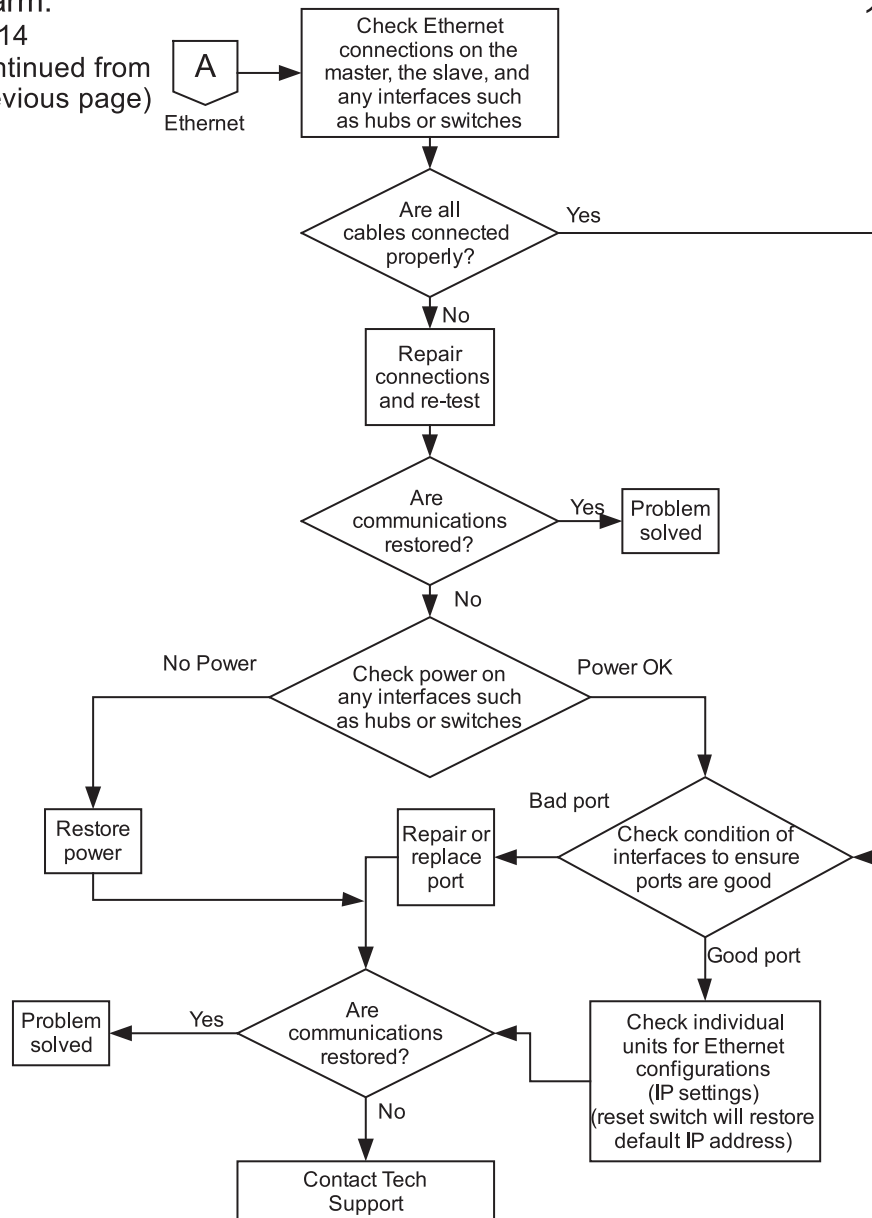 14
A
Ethernet
Check Ethernet
connections on the
master, the slave, and
any interfaces such
as hubs or switches
Are all
cables connected
properly?
Yes
No
Repair
connections
and re-test
Are
communications
restored?
Yes
Problem
solved
No
Check power on
any interfaces such
as hubs or switches
No Power
Power OK
Restore
power
Repair or
replace
port
Bad port
Check condition of
interfaces to ensure
ports are good
Good port
Check individual
units for Ethernet
configurations
(IP settings)
(reset switch will restore
default IP address)
Are
communications
restored?
Yes
Problem
solved
No
Contact Tech
Support